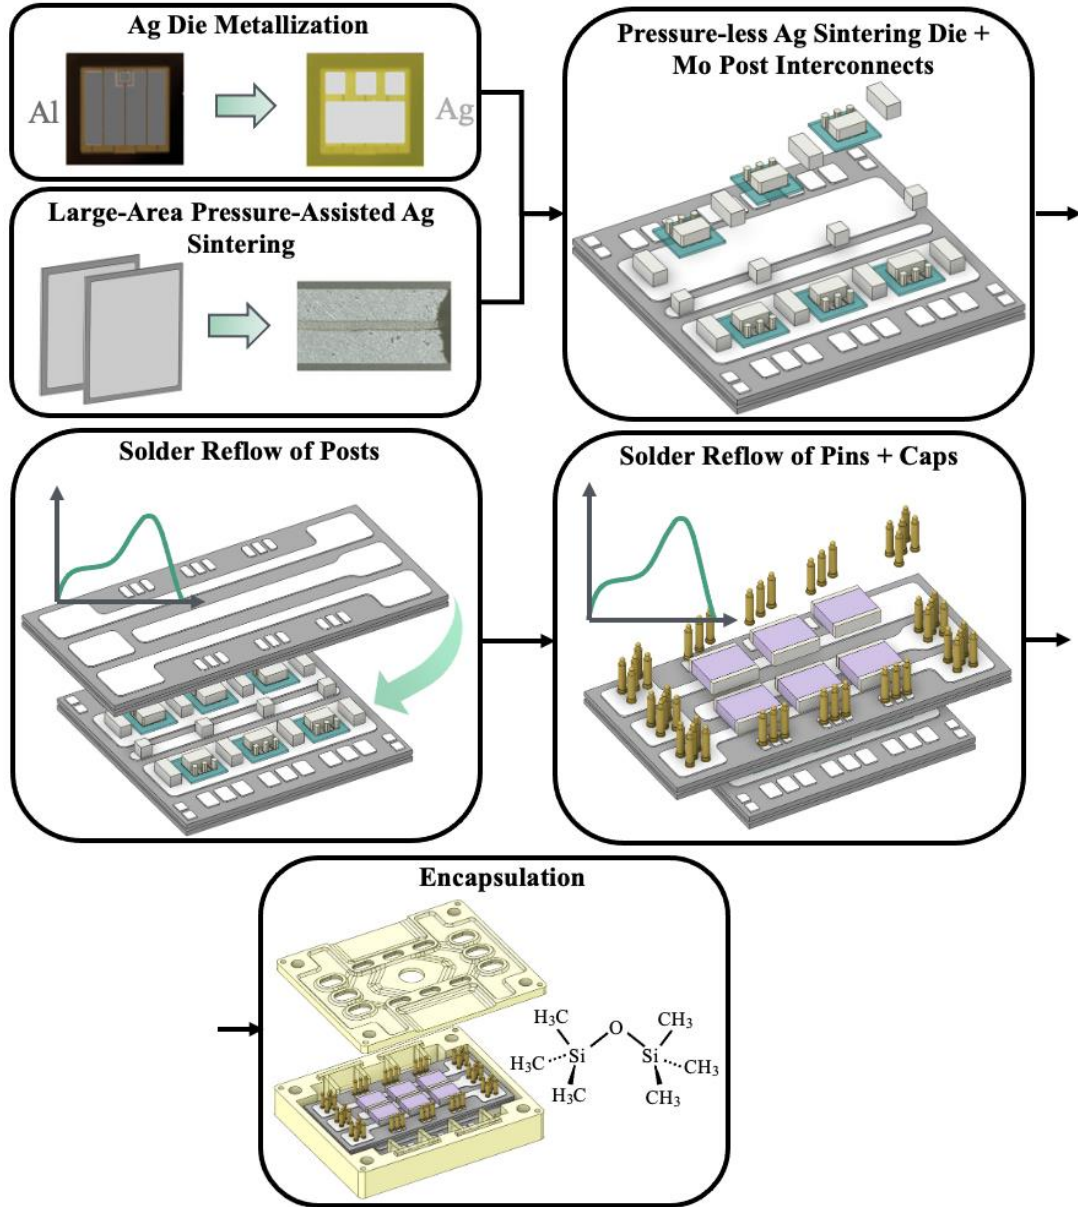 Ag Die Metallization
Al
Ag
Large-Area Pressure-Assisted Ag
Sintering
Pressure-less Ag Sintering Die +
Mo Post Interconnects
Solder Reflow of Posts
Solder Reflow of Pins + Caps
Encapsulation
H₃C
O
CH₃
H₃C
Si
Si
CH₃
H₃C
CH₃